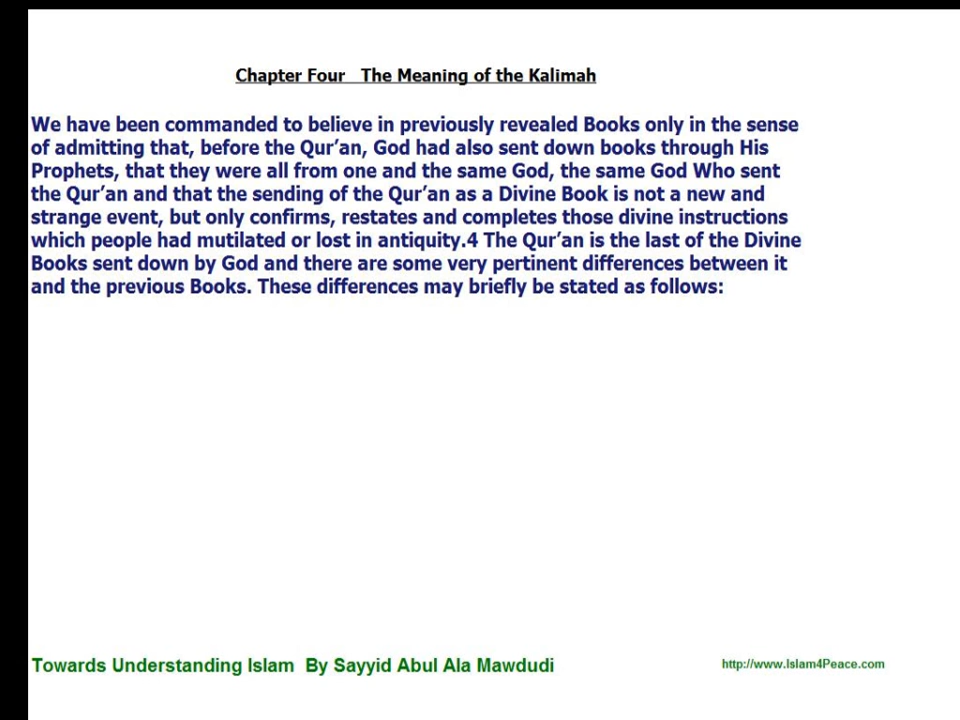 Chapter Four   The Meaning of the Kalimah
We have been commanded to believe in previously revealed Books only in the sense
of admitting that, before the Qur’an, God had also sent down books through His
Prophets, that they were all from one and the same God, the same God Who sent
the Qur’an and that the sending of the Qur’an as a Divine Book is not a new and
strange event, but only confirms, restates and completes those divine instructions
which people had mutilated or lost in antiquity.4 The Qur’an is the last of the Divine
Books sent down by God and there are some very pertinent differences between it
and the previous Books. These differences may briefly be stated as follows:
Towards Understanding Islam  By Sayyid Abul Ala Mawdudi
http://www.Islam4Peace.com